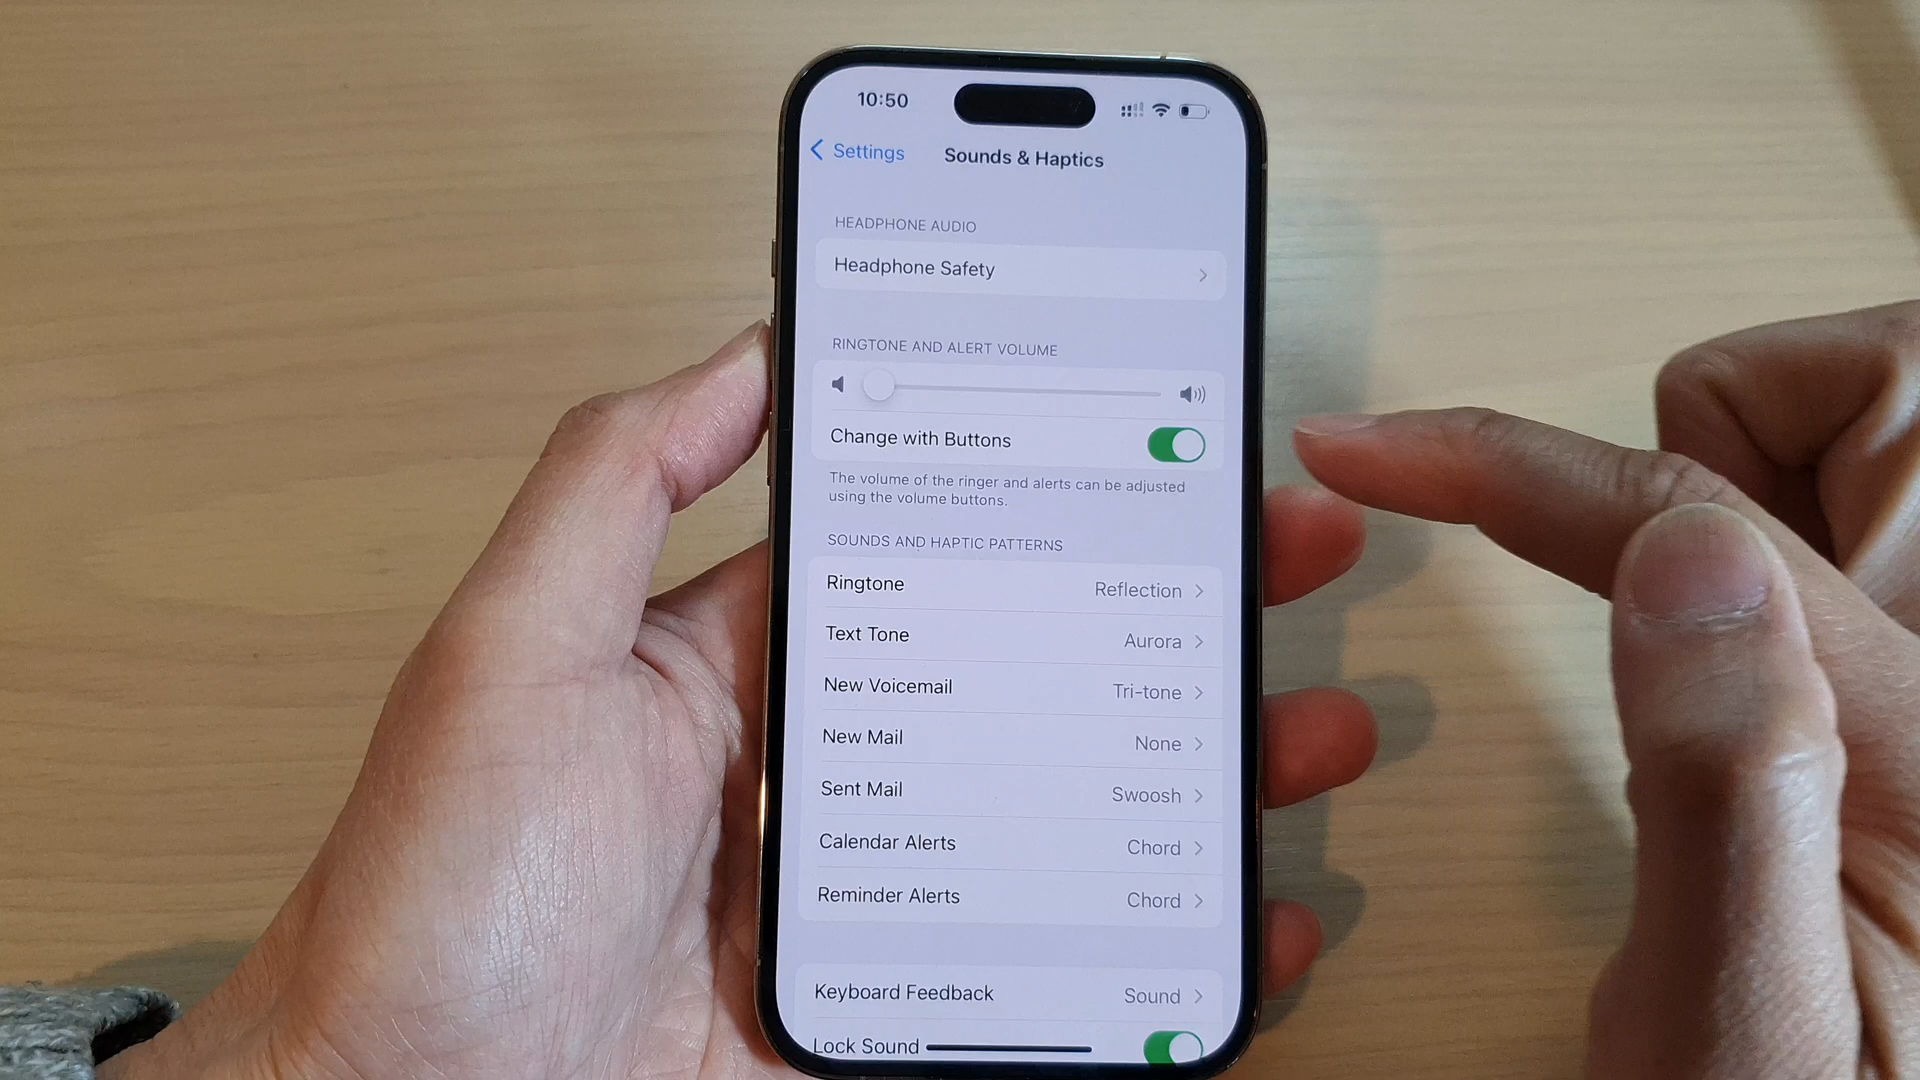 10:50
Settings
Sounds & Haptics
HEADPHONE AUDIO
Headphone Safety
RINGTONE AND ALERT VOLUME
Change with Buttons
The volume of the ringer and alerts can be adjusted
using the volume buttons.
SOUNDS AND HAPTIC PATTERNS
Ringtone Reflection
Text Tone Aurora
New Voicemail Tri-tone
New Mail None
Sent Mail Swoosh
Calendar Alerts Chord
Reminder Alerts Chord
Keyboard Feedback Sound
Lock Sound